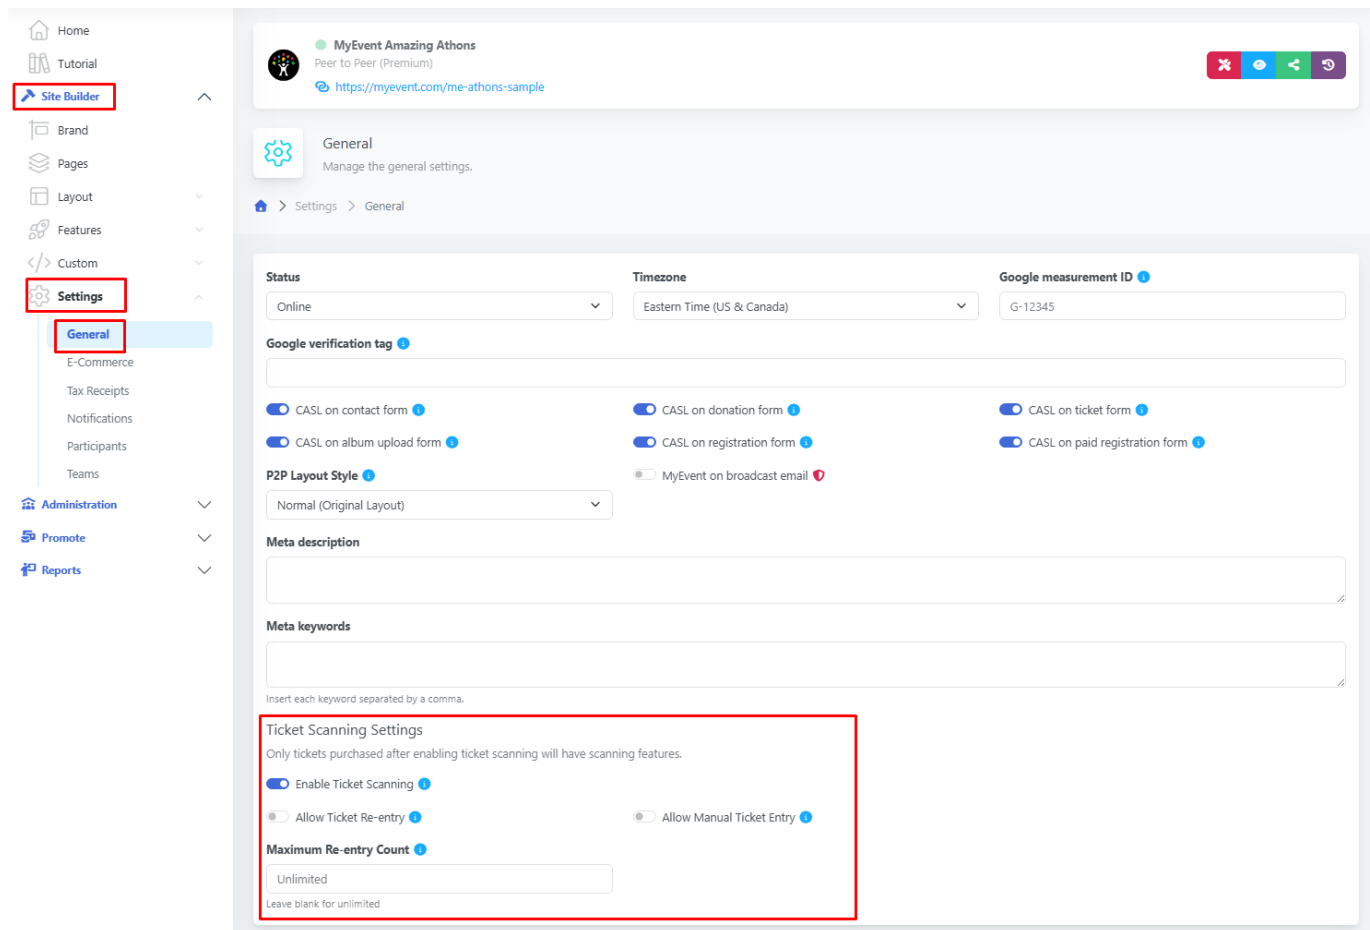 Home
Tutorial
Site Builder
Brand
Pages
Layout
Features
Custom
Settings
General
E-Commerce
Tax Receipts
Notifications
Participants
Teams
Administration
Promote
Reports
MyEvent Amazing Athons
Peer to Peer (Premium)
https://myevent.com/me-athons-sample
General
Manage the general settings.
Settings > General
Status
Timezone
Google measurement ID
Online
Eastern Time (US & Canada)
G-12345
Google verification tag
CASL on contact form
CASL on donation form
CASL on ticket form
CASL on album upload form
CASL on registration form
CASL on paid registration form
P2P Layout Style
MyEvent on broadcast email
Normal (Original Layout)
Meta description
Meta keywords
Insert each keyword separated by a comma.
Ticket Scanning Settings
Only tickets purchased after enabling ticket scanning will have scanning features.
Enable Ticket Scanning
Allow Ticket Re-entry
Allow Manual Ticket Entry
Maximum Re-entry Count
Unlimited
Leave blank for unlimited